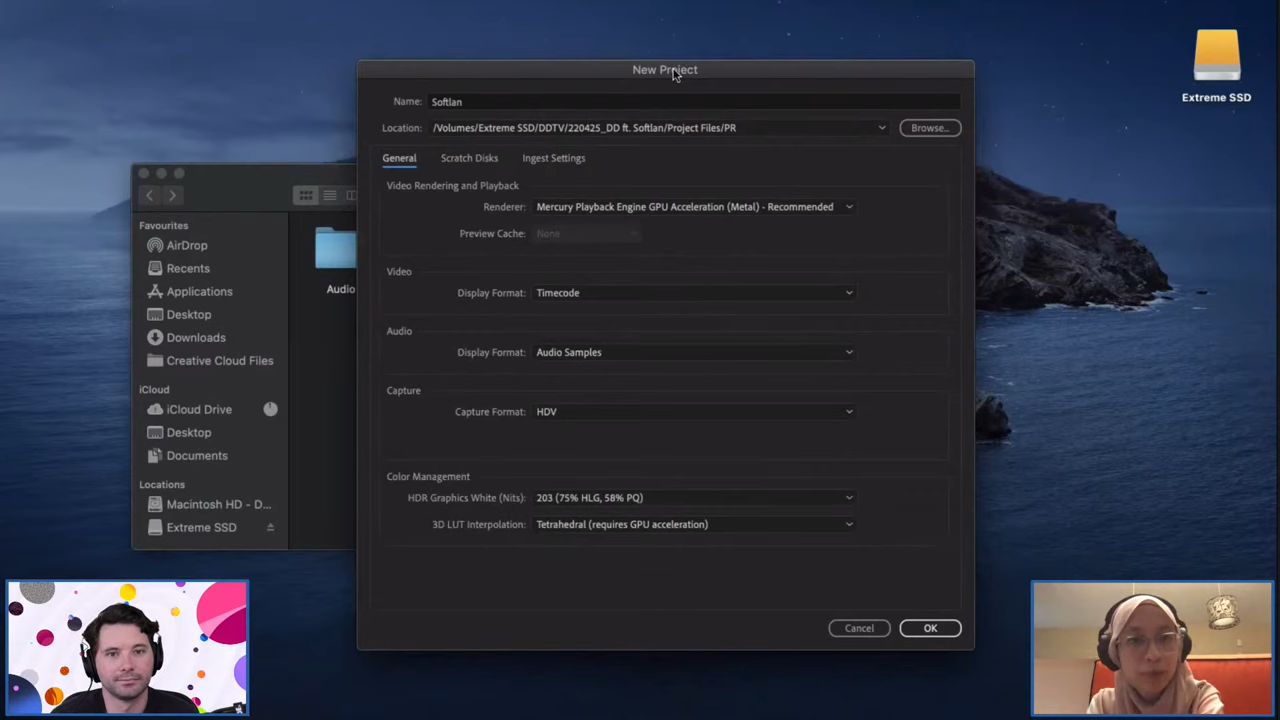 New Project
Extreme SSD
Name: Softlan
Location: /Volumes/Extreme SSD/DDTV/220425_DD ft. Softlan/Project Files/PR Browse...
General Scratch Disks Ingest Settings
Video Rendering and Playback
Renderer: Mercury Playback Engine GPU Acceleration (Metal) - Recommended
Preview Cache: None
Video
Display Format: Timecode
Audio
Display Format: Audio Samples
Capture
Capture Format: HDV
Color Management
HDR Graphics White (Nits): 203 (75% HLG, 58% PQ)
3D LUT Interpolation: Tetrahedral (requires GPU acceleration)
Cancel OK
Favourites
AirDrop
Recents
Applications
Desktop
Downloads
Creative Cloud Files
iCloud
iCloud Drive
Desktop
Documents
Locations
Macintosh HD - D...
Extreme SSD
Audio